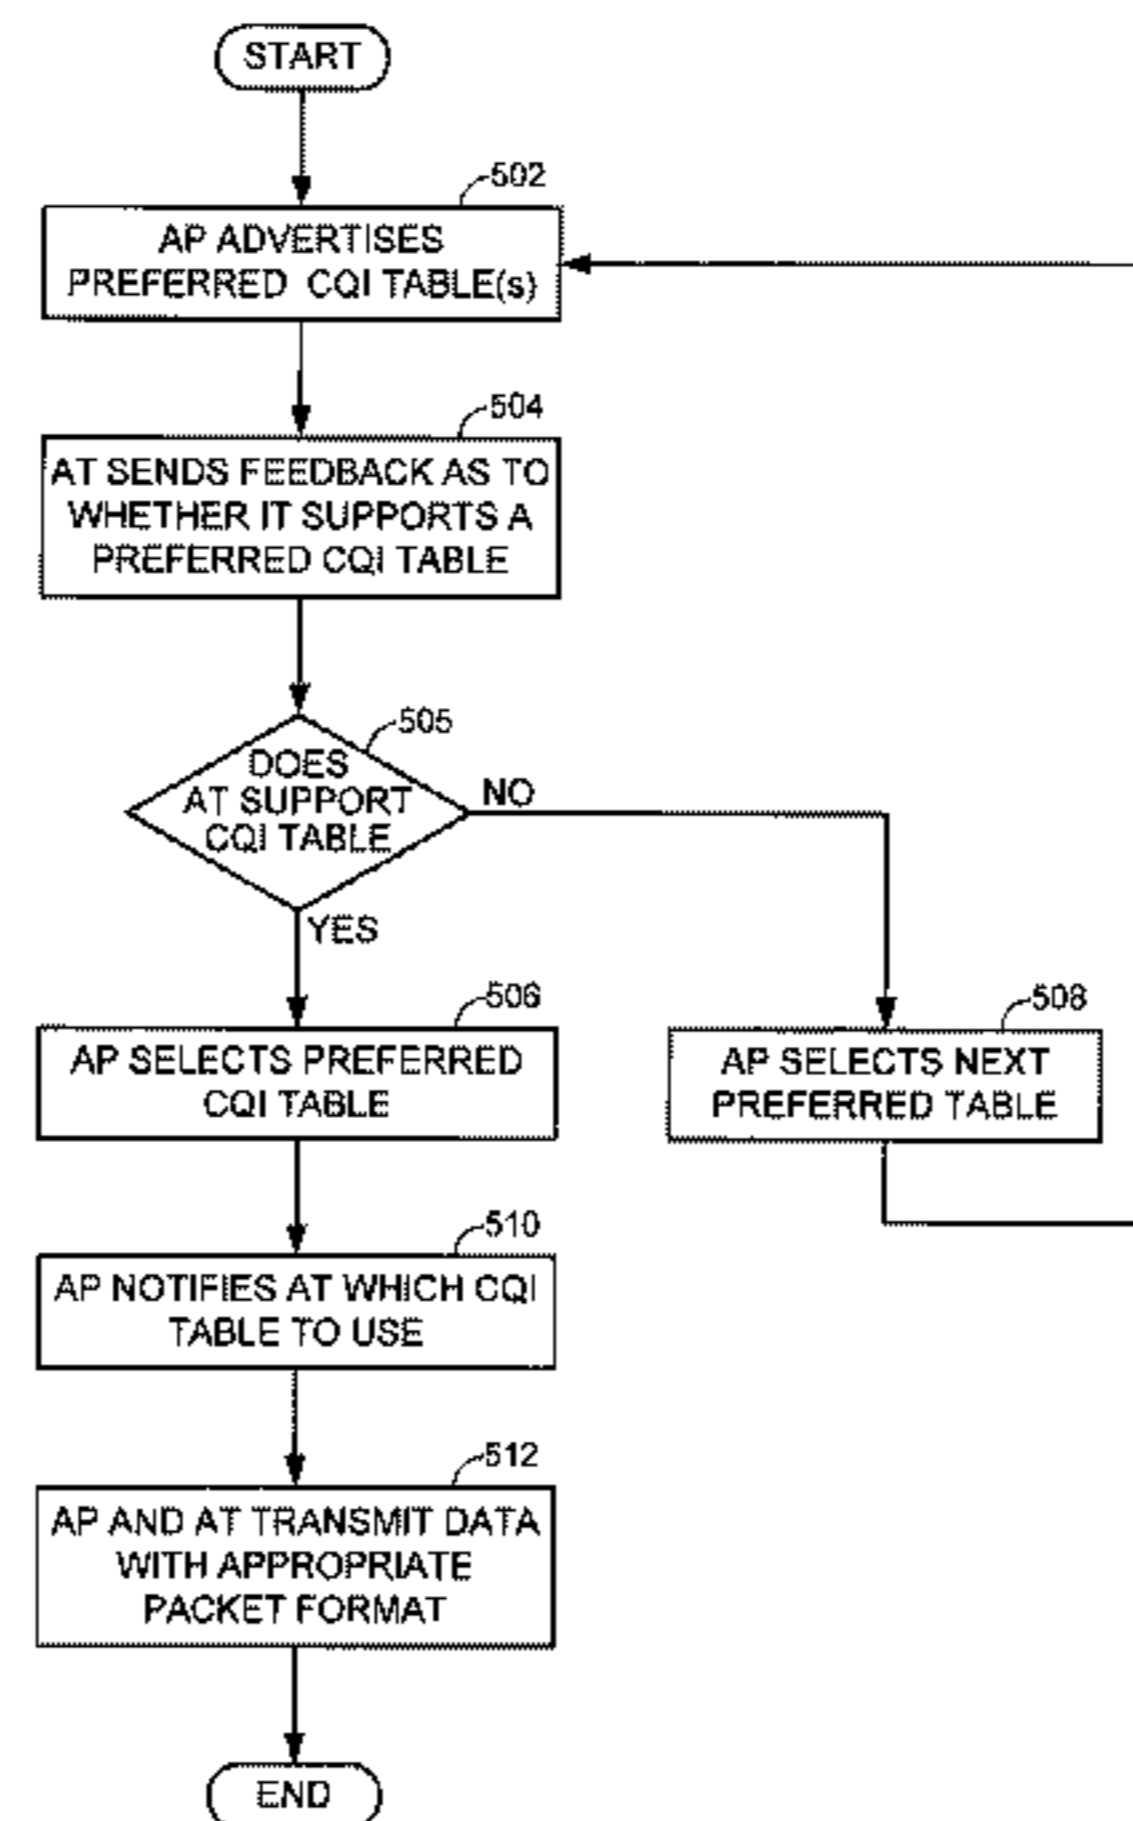 START
502
AP ADVERTISES
PREFERRED CQI TABLE(s)
504
AT SENDS FEEDBACK AS TO
WHETHER IT SUPPORTS A
PREFERRED CQI TABLE
505
DOES
AT SUPPORT
CQI TABLE
NO
YES
506
AP SELECTS PREFERRED
CQI TABLE
508
AP SELECTS NEXT
PREFERRED TABLE
510
AP NOTIFIES AT WHICH CQI
TABLE TO USE
512
AP AND AT TRANSMIT DATA
WITH APPROPRIATE
PACKET FORMAT
END